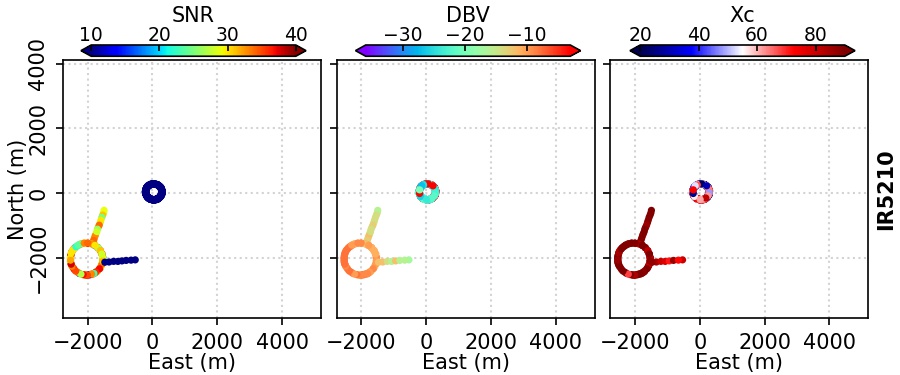 SNR DBV Xc
10 20 30 40 −30 −20 −10 20 40 60 80
4000
2000
0
−2000
North (m)
IR5210
−2000 0 2000 4000 −2000 0 2000 4000 −2000 0 2000 4000
East (m) East (m) East (m)